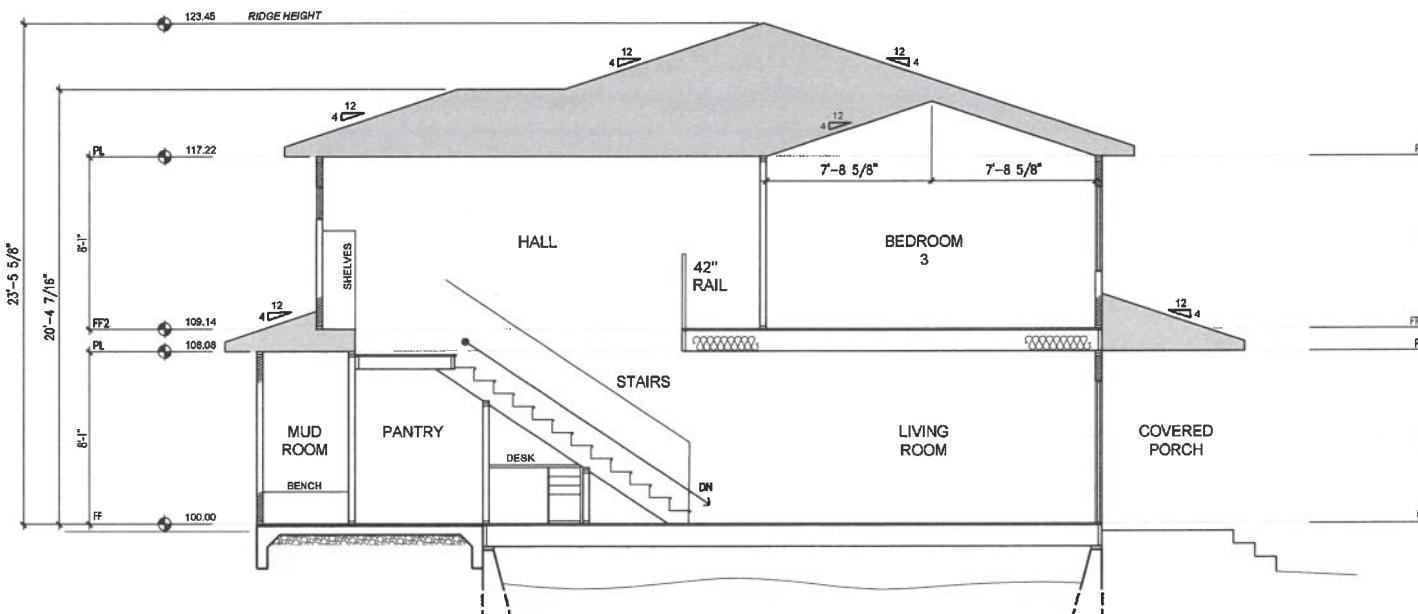 123.45 RIDGE HEIGHT
12
4
12
4
12
4
12
4
PL 117.22
7'-8 5/8" 7'-8 5/8"
23'-5 5/8"
20'-4 7/16"
8'-1"
SHELVES
HALL
42"
RAIL
BEDROOM
3
12
4
12
4
FF2 109.14
PL 108.08
8'-1"
STAIRS
MUD
ROOM
PANTRY
DESK
BENCH
DN
LIVING
ROOM
COVERED
PORCH
FF 100.00